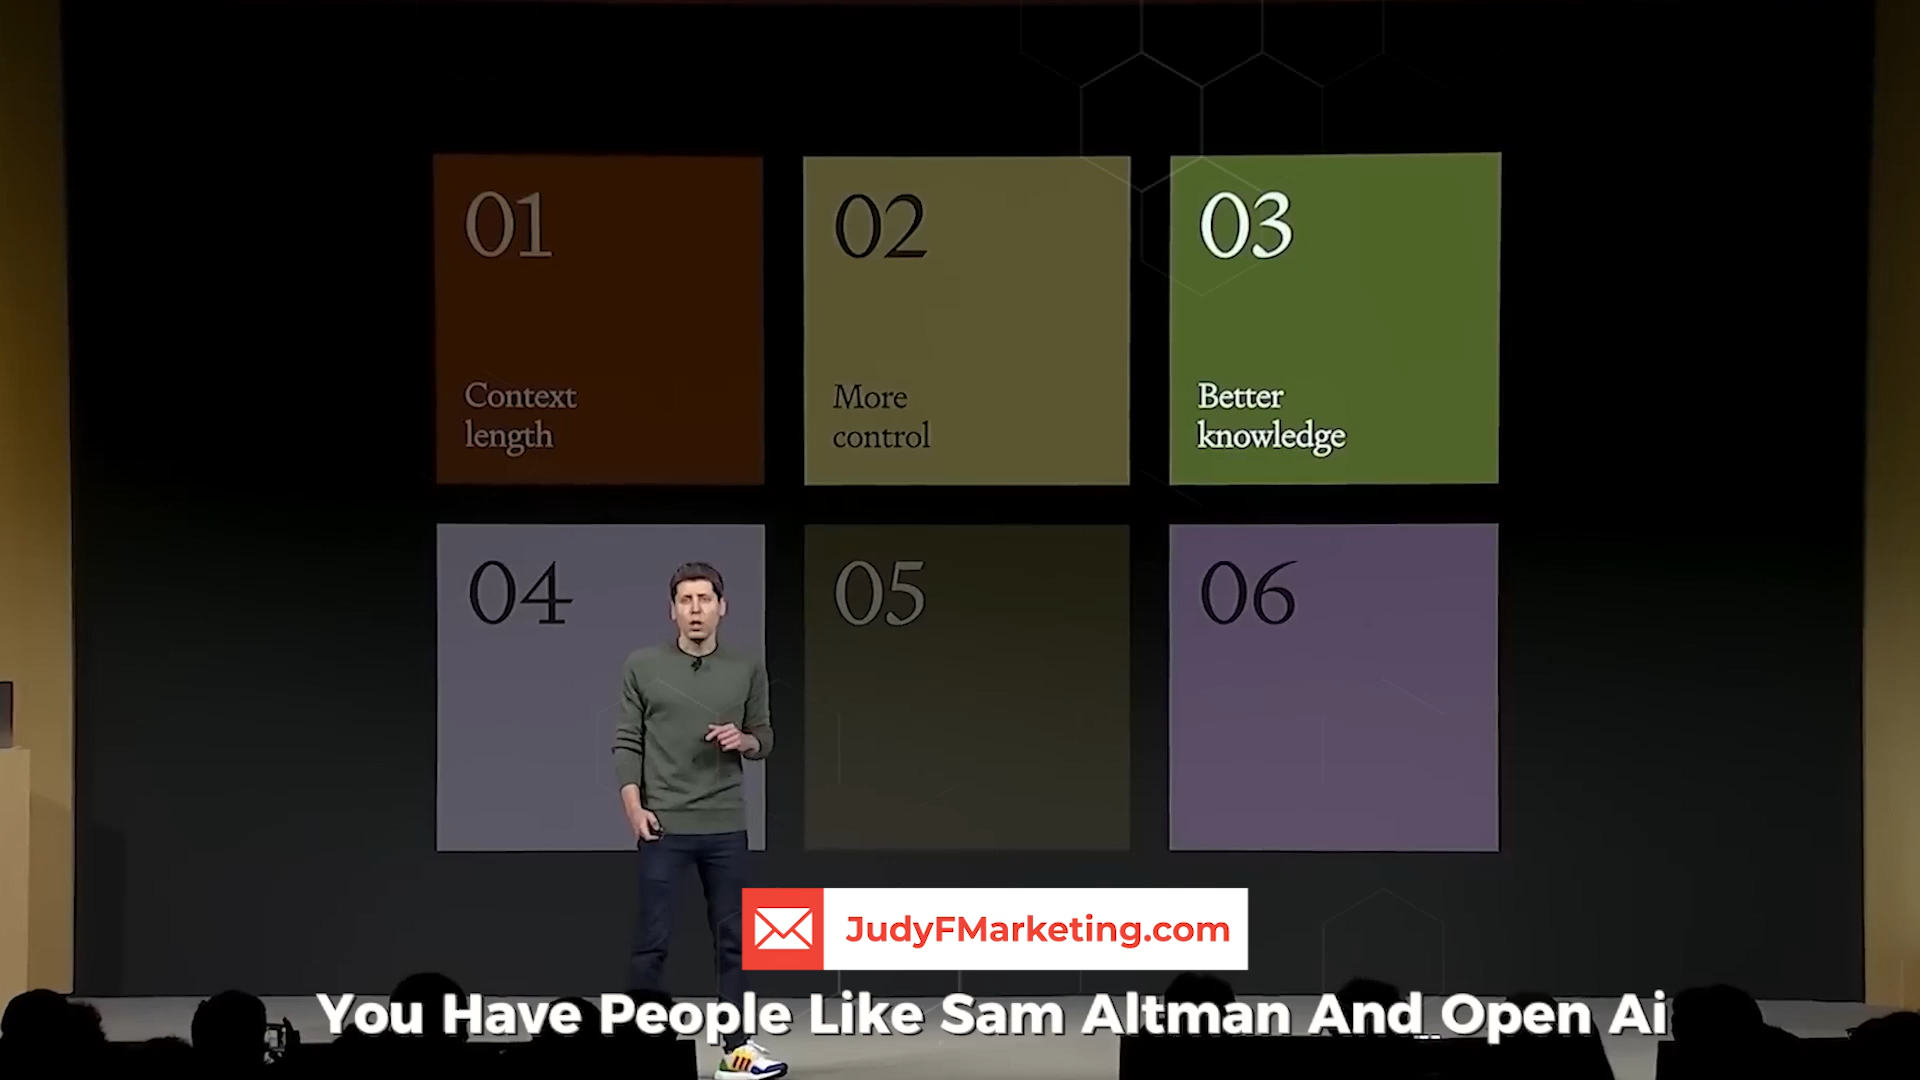 01
Context
length
02
More
control
03
Better
knowledge
04
05
06
JudyFMarketing.com
You Have People Like Sam Altman And Open Ai